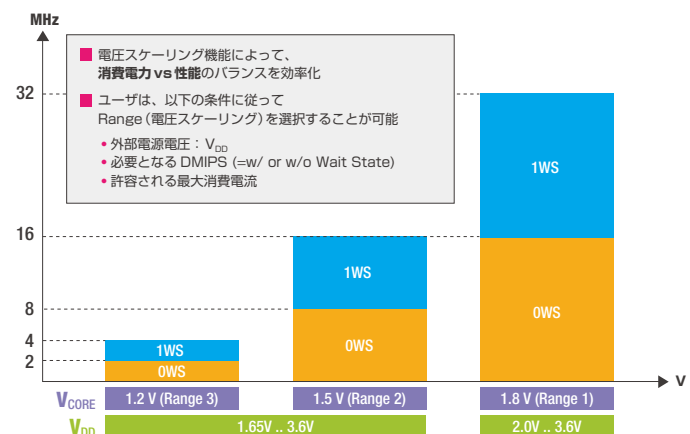 MHz
■ 電圧スケーリング機能によって、
消費電力 vs 性能のバランスを効率化
■ ユーザは、以下の条件に従って
Range(電圧スケーリング)を選択することが可能
• 外部電源電圧:VDD
• 必要となる DMIPS (=w/ or w/o Wait State)
• 許容される最大消費電流
32
16
8
4
2
1WS
0WS
1WS
0WS
1WS
0WS
V
VCORE
1.2 V (Range 3)
1.5 V (Range 2)
1.8 V (Range 1)
VDD
1.65V .. 3.6V
2.0V .. 3.6V